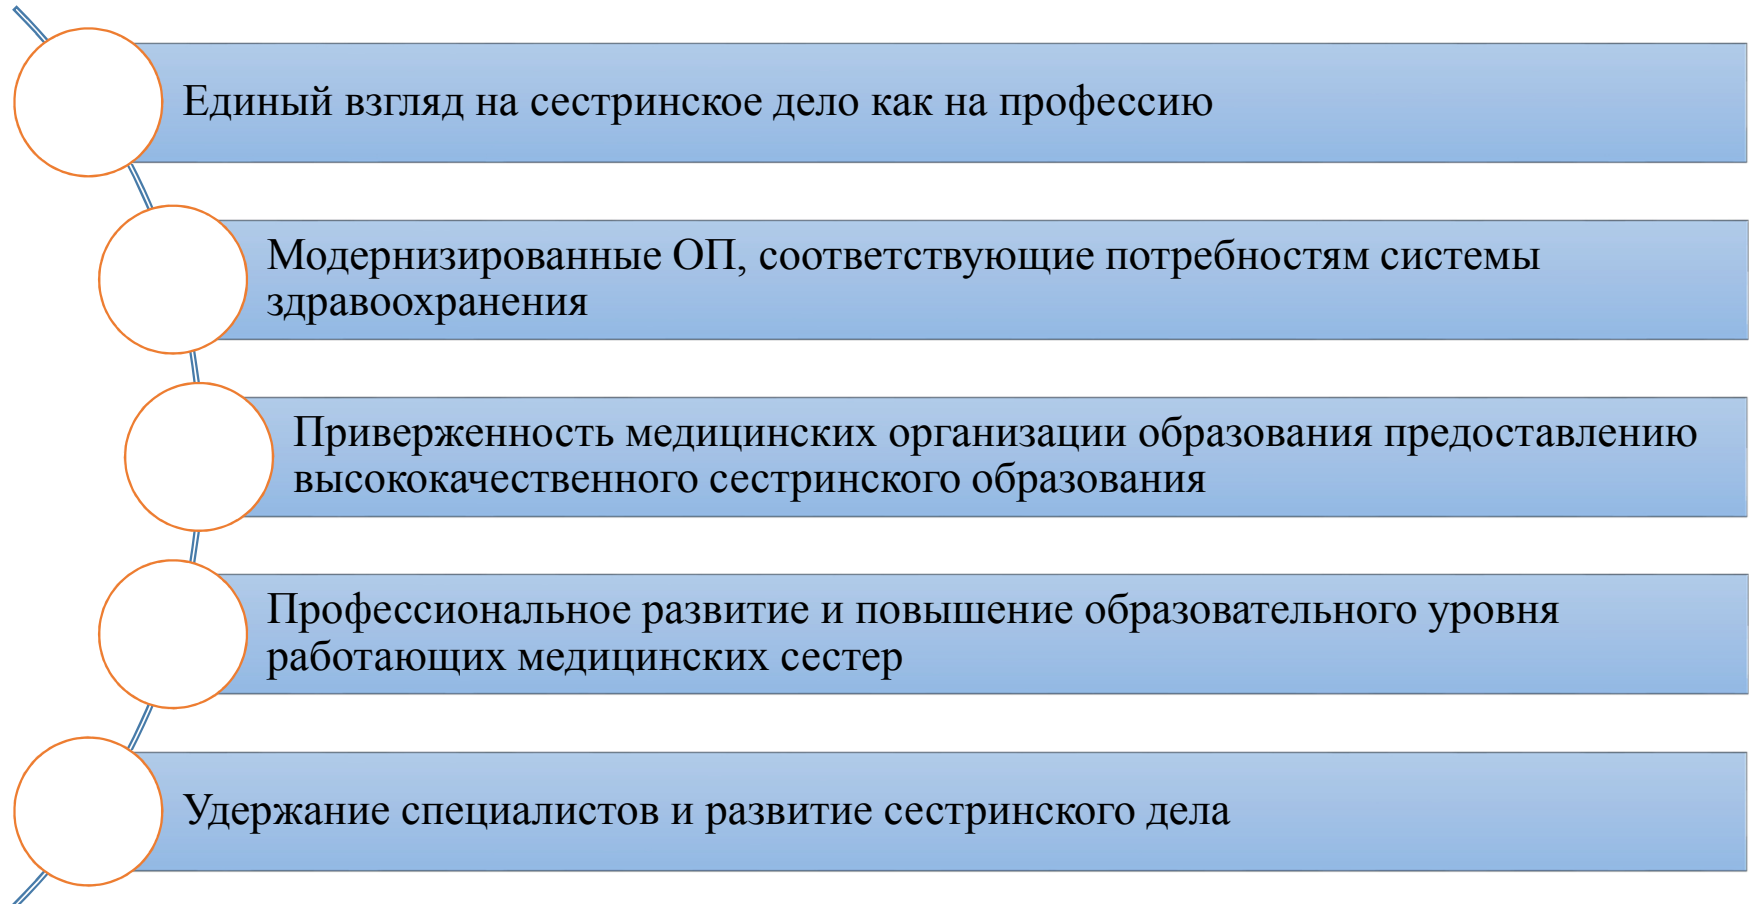 Единый взгляд на сестринское дело как на профессию
Модернизированные ОП, соответствующие потребностям системы
здравоохранения
Приверженность медицинских организации образования предоставлению
высококачественного сестринского образования
Профессиональное развитие и повышение образовательного уровня
работающих медицинских сестер
Удержание специалистов и развитие сестринского дела